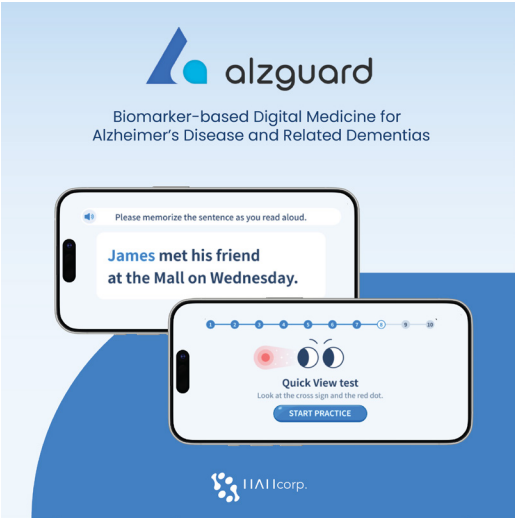 alzguard
Biomarker-based Digital Medicine for
Alzheimer's Disease and Related Dementias
Please memorize the sentence as you read aloud.
James met his friend
at the Mall on Wednesday.
1 2 3 4 5 6 7 8 9 10
Quick View test
Look at the cross sign and the red dot.
START PRACTICE
HAIIcorp.